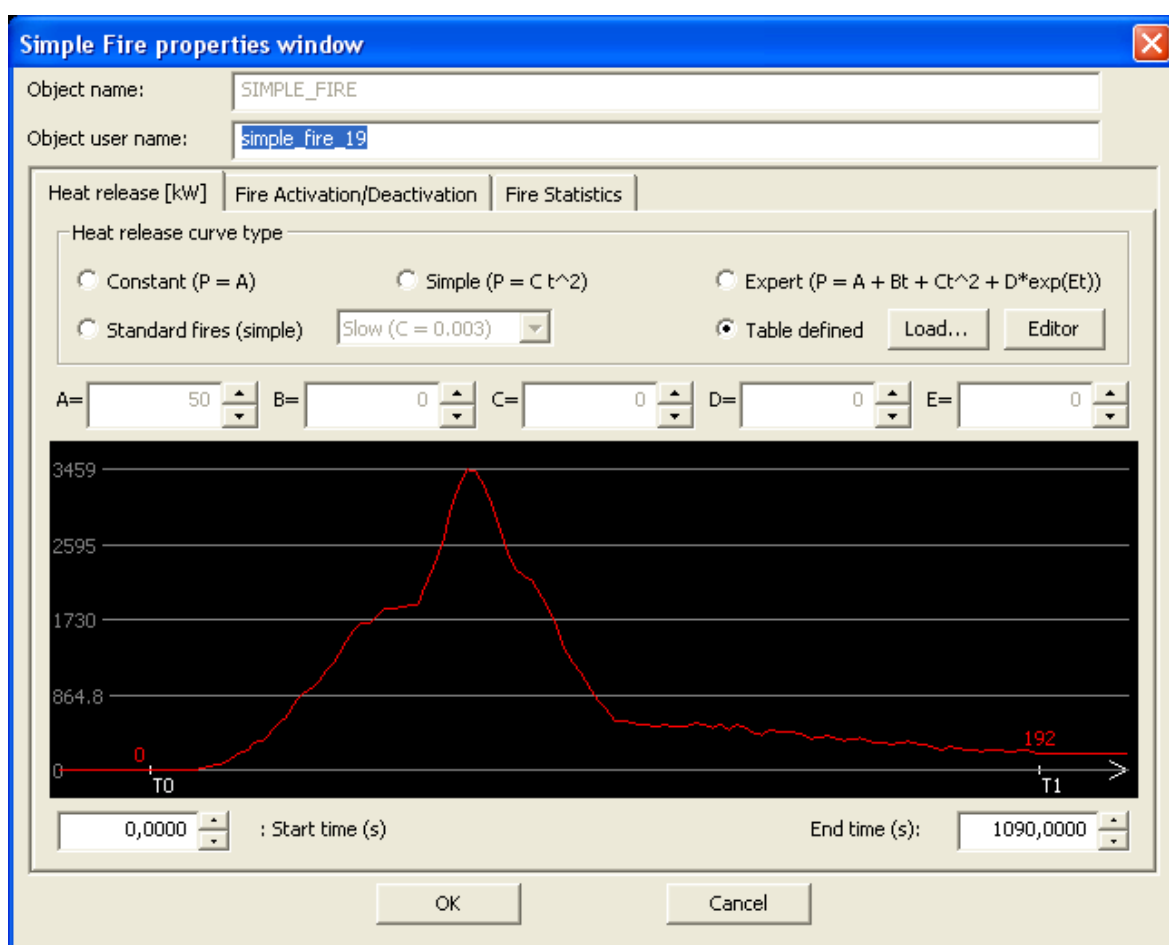 Simple Fire properties window
Object name: SIMPLE_FIRE
Object user name: simple_fire_19
Heat release [kW] Fire Activation/Deactivation Fire Statistics
Heat release curve type
Constant (P = A) Simple (P = C t^2) Expert (P = A + Bt + Ct^2 + D*exp(Et))
Standard fires (simple) Slow (C = 0.003) Table defined Load... Editor
A= 50 B= 0 C= 0 D= 0 E= 0
3459
2595
1730
864.8
0 192
0
T0 T1
0,0000 : Start time (s) End time (s): 1090,0000
OK Cancel